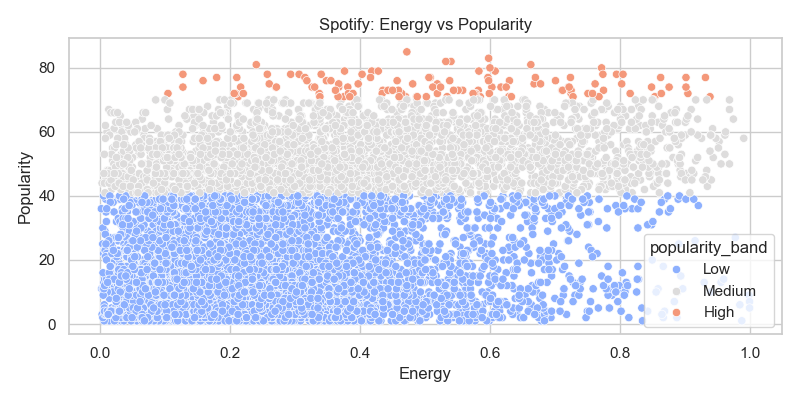 Spotify: Energy vs Popularity
Popularity
80
60
40
20
0
popularity_band
Low
Medium
High
0.0 0.2 0.4 0.6 0.8 1.0
Energy